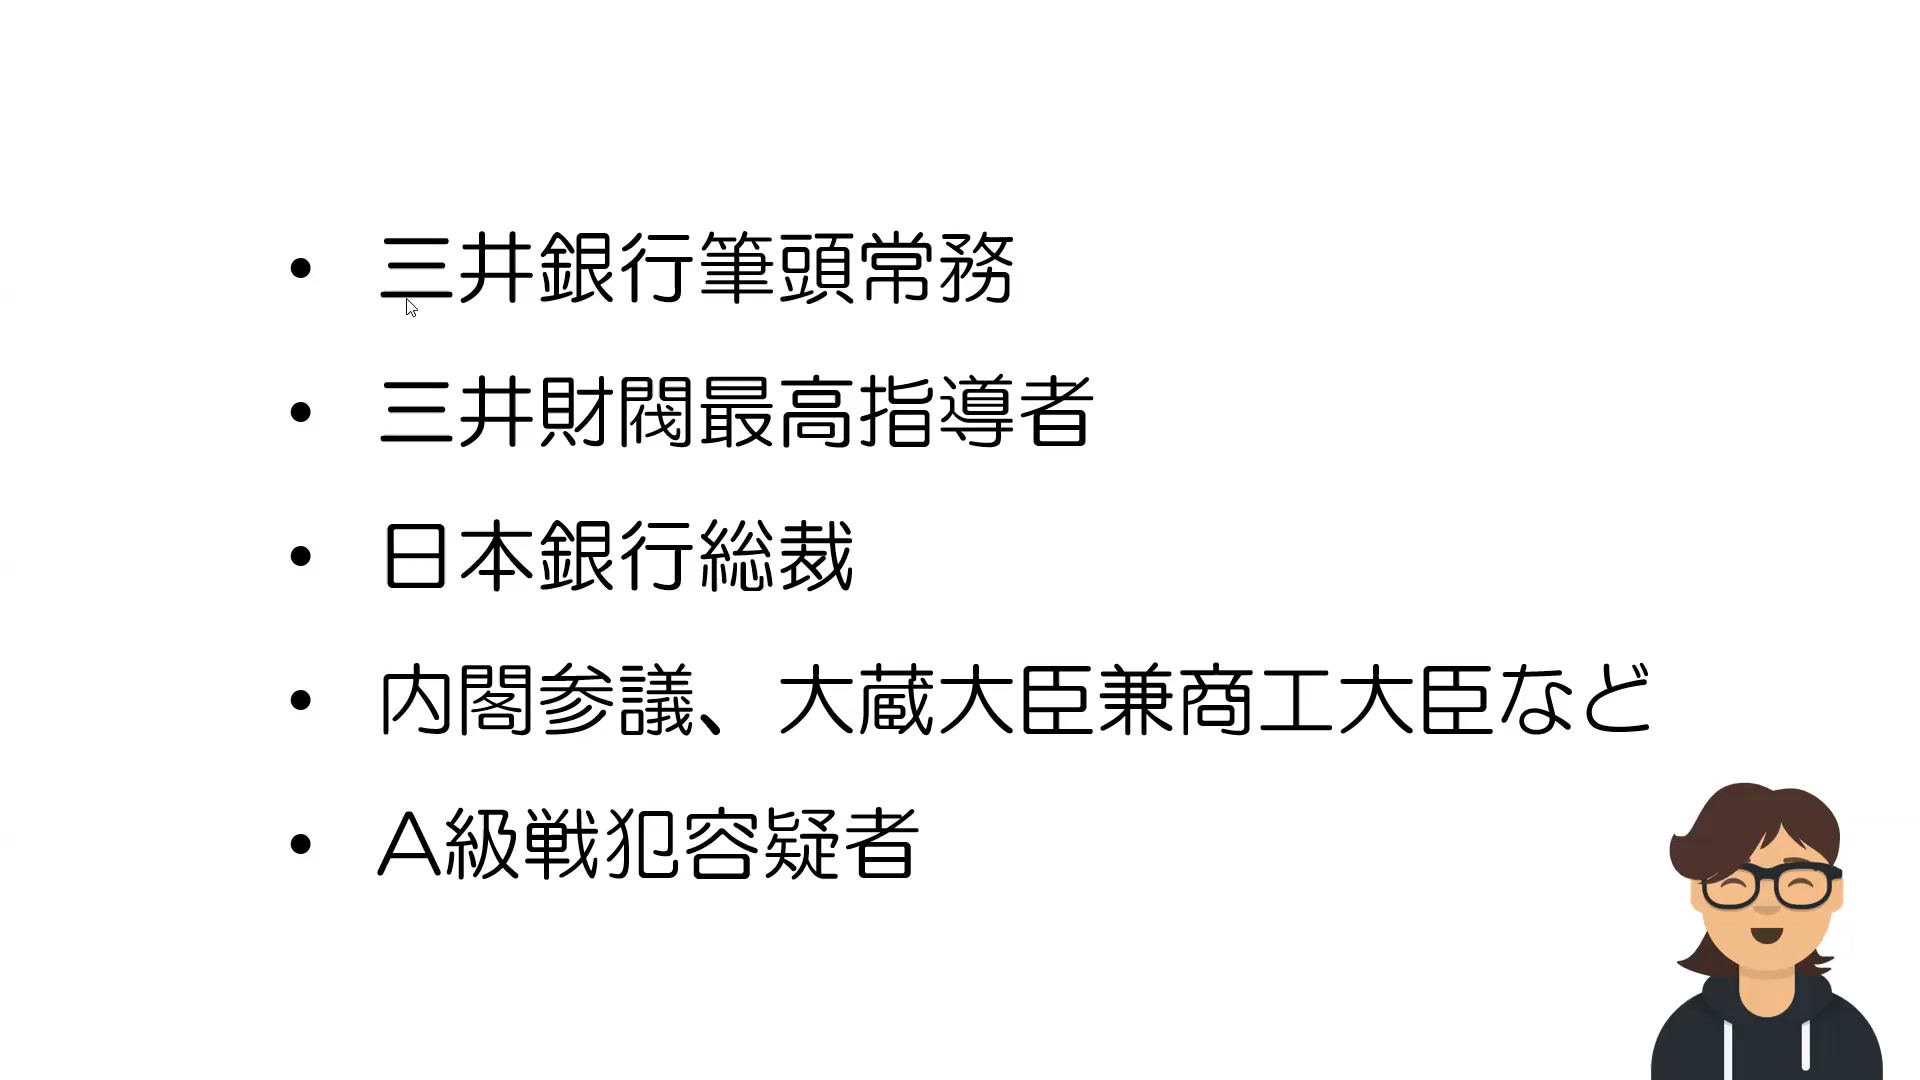 • 三井銀行筆頭常務
• 三井財閥最高指導者
• 日本銀行総裁
• 内閣参議、大蔵大臣兼商工大臣など
• A級戦犯容疑者